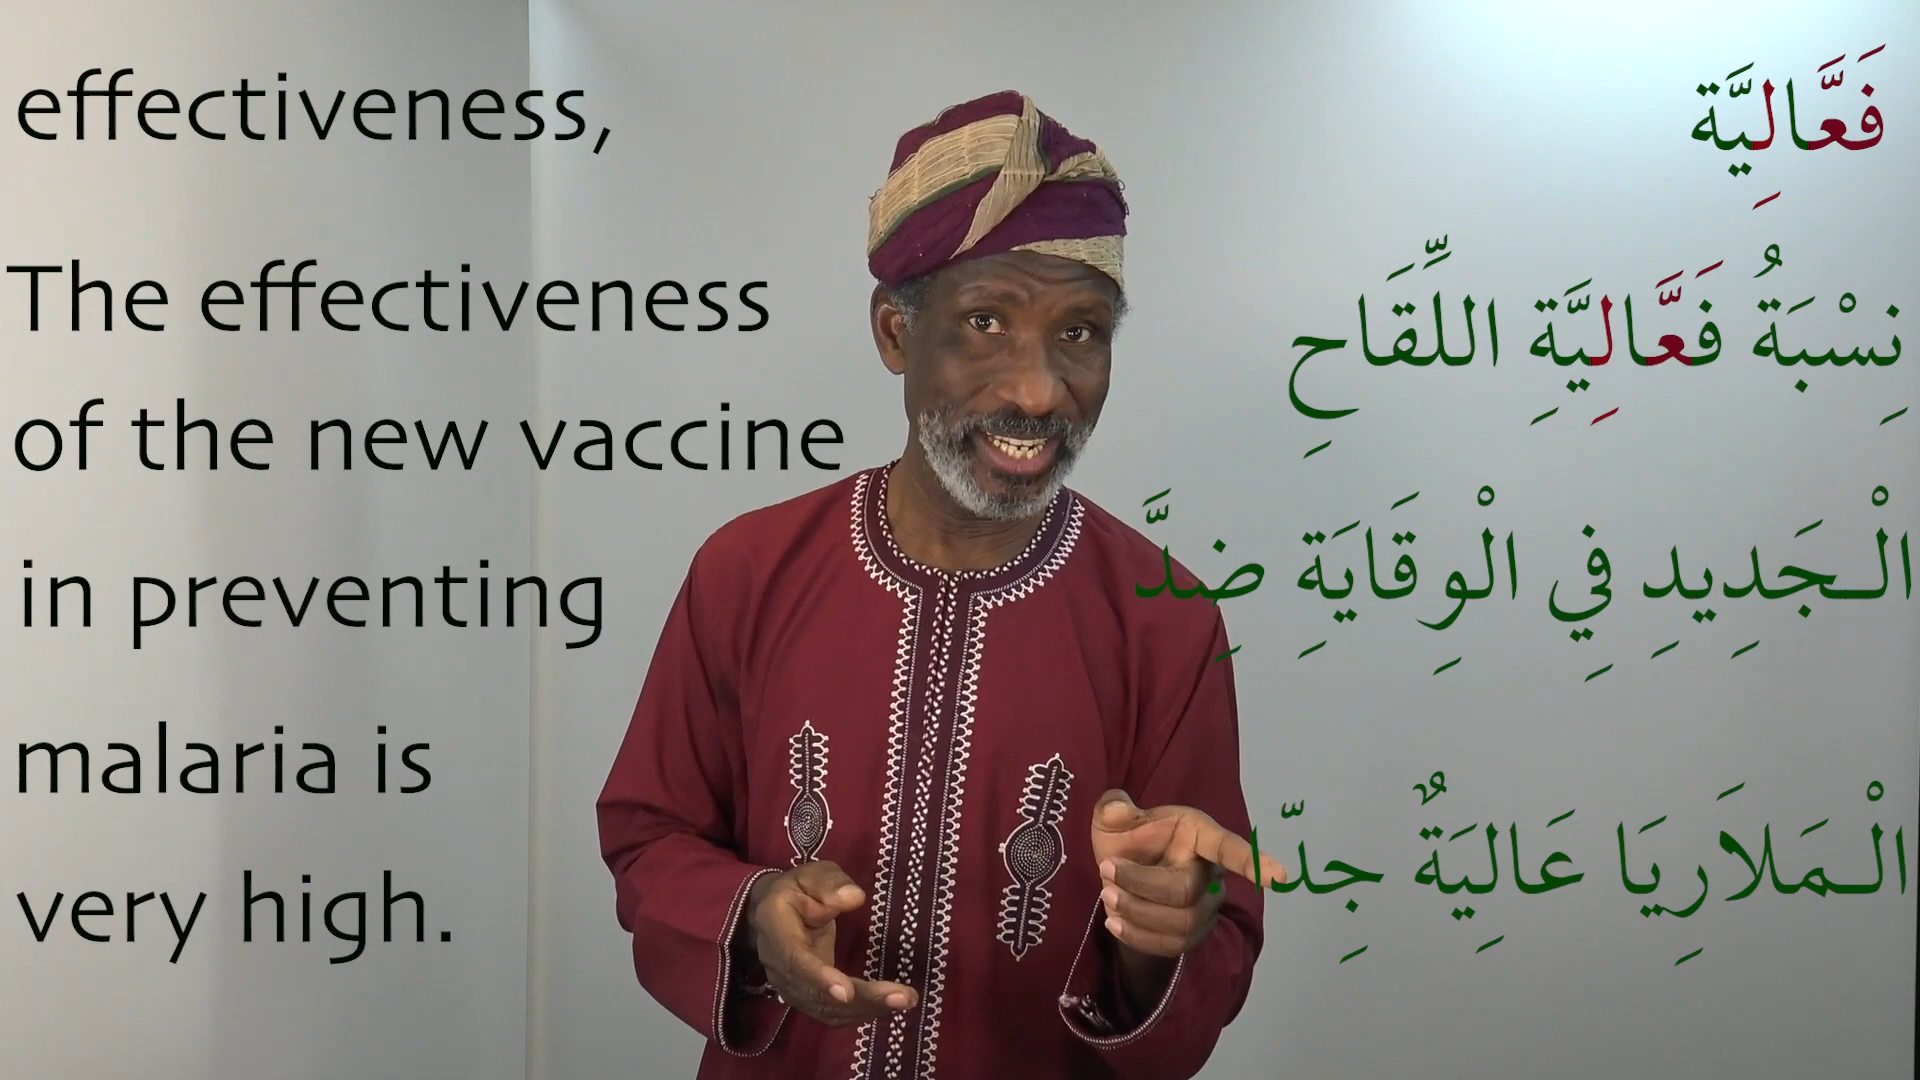 effectiveness,
The effectiveness
of the new vaccine
in preventing
malaria is
very high.
فَعَّالِيَّة
نِسْبَةُ فَعَّالِيَّةِ اللِّقَاحِ
الْـجَدِيدِ فِي الْوِقَايَةِ ضِدَّ
الْـمَلاَرِيَا عَالِيَةٌ جِدّا.